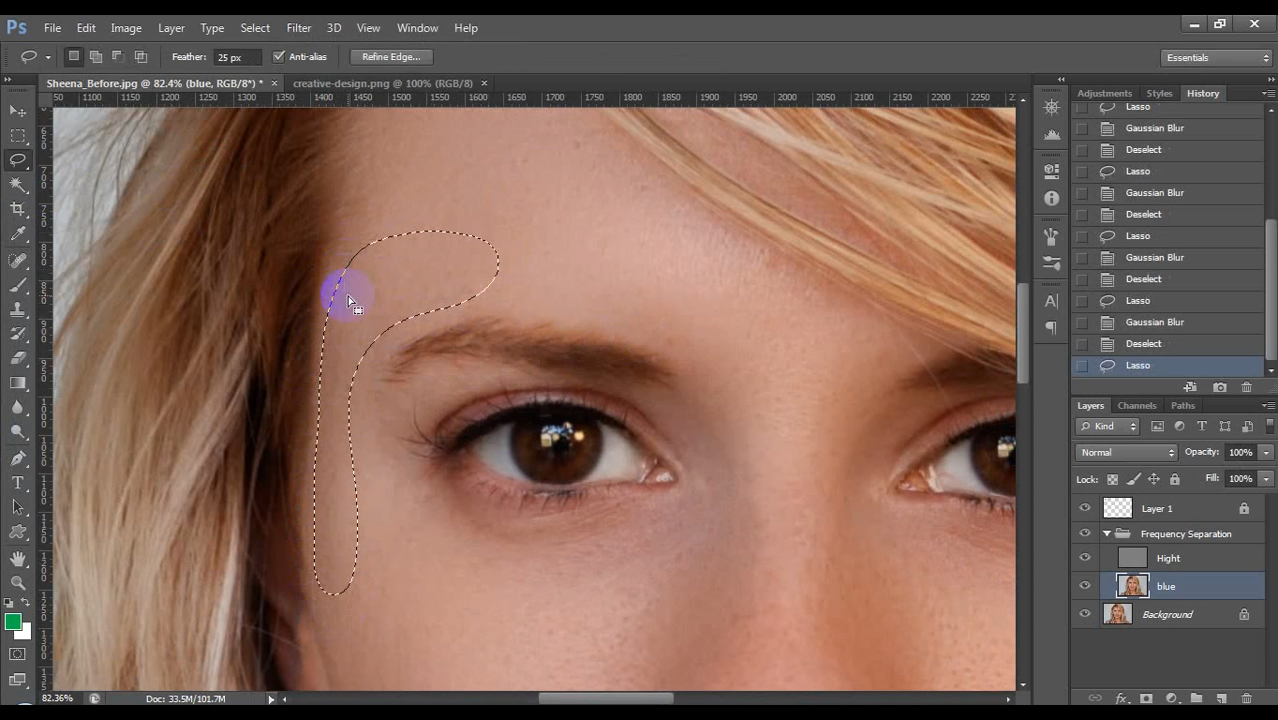 Ps File Edit Image Layer Type Select Filter 3D View Window Help
Feather: 25 px Anti-alias Refine Edge... Essentials
Sheena_Before.jpg @ 82.4% (blue, RGB/8*) * × creative-design.png @ 100% (RGB/8) ×
50 1100 1150 1200 1250 1300 1350 1400 1450 1500 1550 1600 1650 1700 1750 1800 1850 1900 1950 2000 2050 2100 2150 2200 2250
Adjustments Styles History
Lasso
Gaussian Blur
Deselect
Lasso
Gaussian Blur
Deselect
Lasso
Gaussian Blur
Deselect
Lasso
Gaussian Blur
Deselect
Lasso
Layers Channels Paths
Kind
Normal Opacity: 100%
Lock: Fill: 100%
Layer 1
Frequency Separation
Hight
blue
Background
82.36% Doc: 33.5M/101.7M